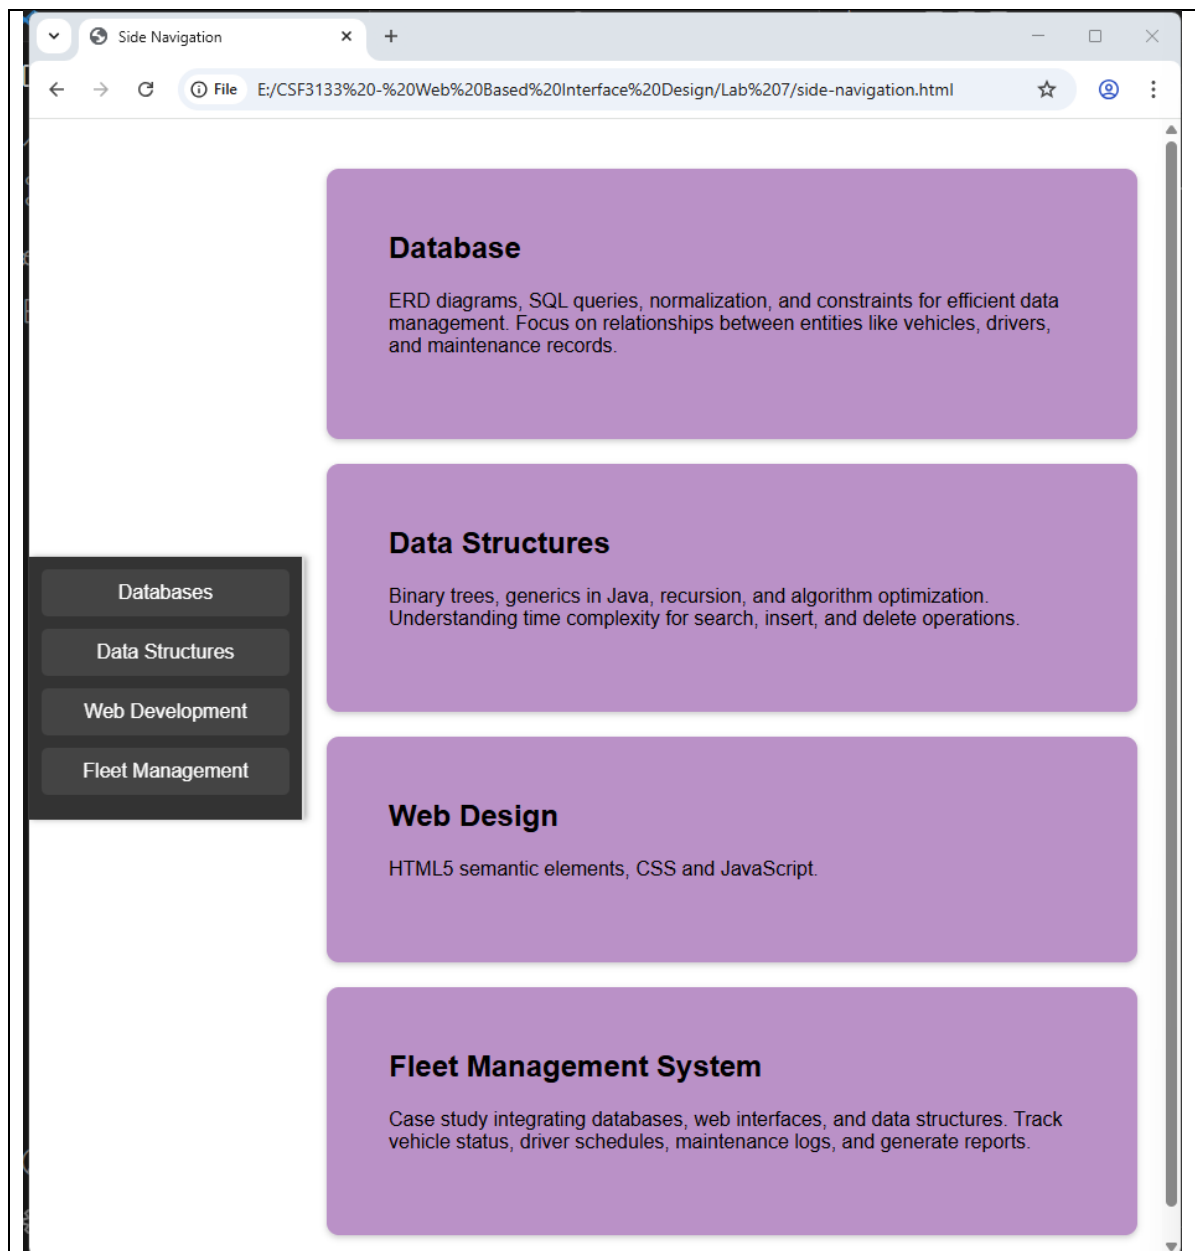 Side Navigation
File
E:/CSF3133%20-%20Web%20Based%20Interface%20Design/Lab%207/side-navigation.html
Database
ERD diagrams, SQL queries, normalization, and constraints for efficient data
management. Focus on relationships between entities like vehicles, drivers,
and maintenance records.
Data Structures
Binary trees, generics in Java, recursion, and algorithm optimization.
Understanding time complexity for search, insert, and delete operations.
Databases
Data Structures
Web Development
Fleet Management
Web Design
HTML5 semantic elements, CSS and JavaScript.
Fleet Management System
Case study integrating databases, web interfaces, and data structures. Track
vehicle status, driver schedules, maintenance logs, and generate reports.